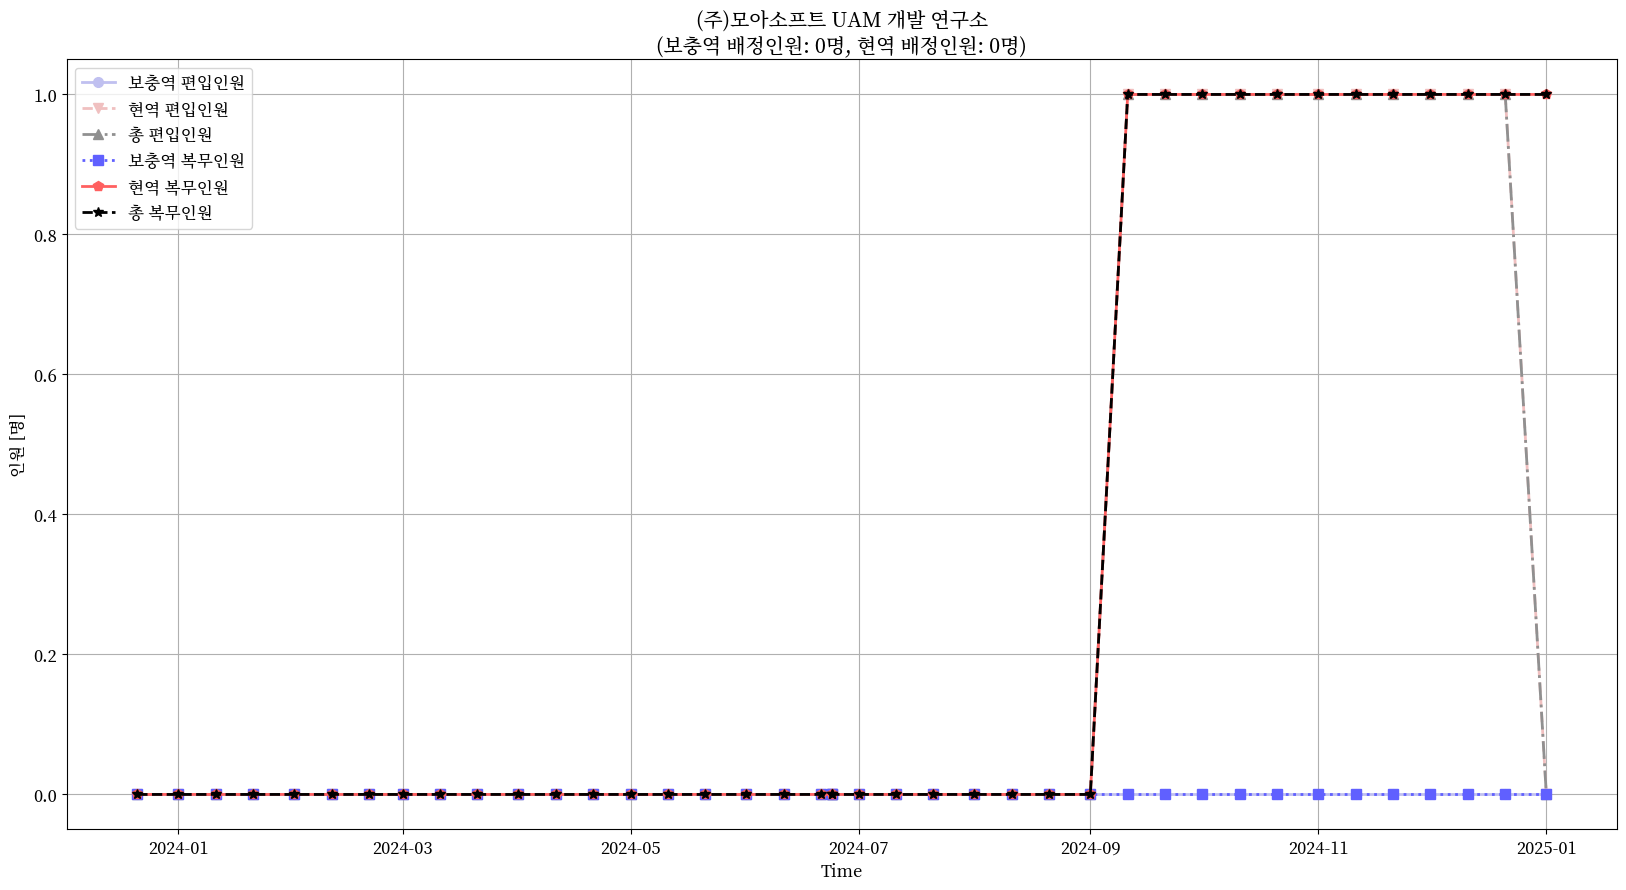 (주)모아소프트 UAM 개발 연구소
(보충역 배정인원: 0명, 현역 배정인원: 0명)
보충역 편입인원
현역 편입인원
총 편입인원
보충역 복무인원
현역 복무인원
총 복무인원
1.0
0.8
0.6
0.4
0.2
0.0
인원 [명]
2024-01 2024-03 2024-05 2024-07 2024-09 2024-11 2025-01
Time